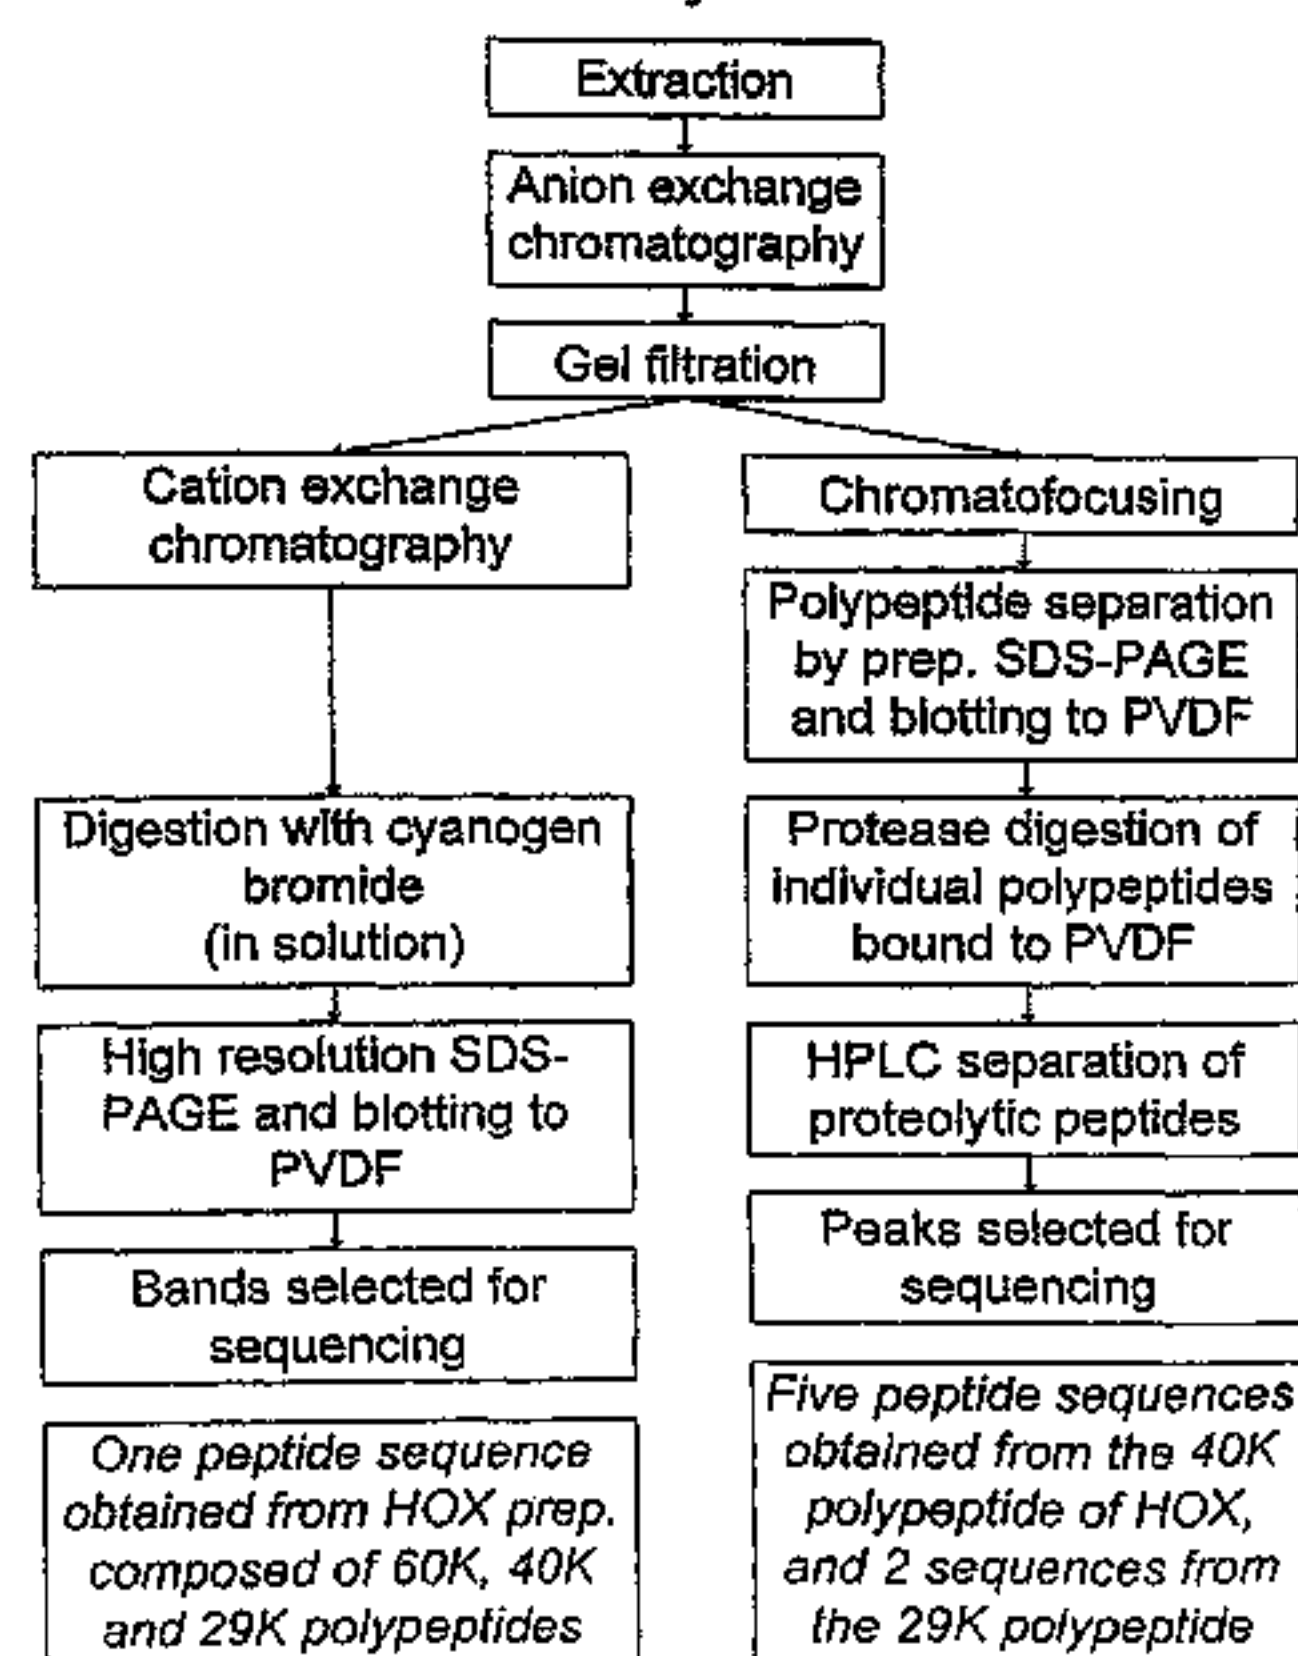 Extraction
Anion exchange
chromatography
Gel filtration
Cation exchange
chromatography
Digestion with cyanogen
bromide
(in solution)
High resolution SDS-
PAGE and blotting to
PVDF
Bands selected for
sequencing
One peptide sequence
obtained from HOX prep.
composed of 60K, 40K
and 29K polypeptides
Chromatofocusing
Polypeptide separation
by prep. SDS-PAGE
and blotting to PVDF
Protease digestion of
individual polypeptides
bound to PVDF
HPLC separation of
proteolytic peptides
Peaks selected for
sequencing
Five peptide sequences
obtained from the 40K
polypeptide of HOX,
and 2 sequences from
the 29K polypeptide